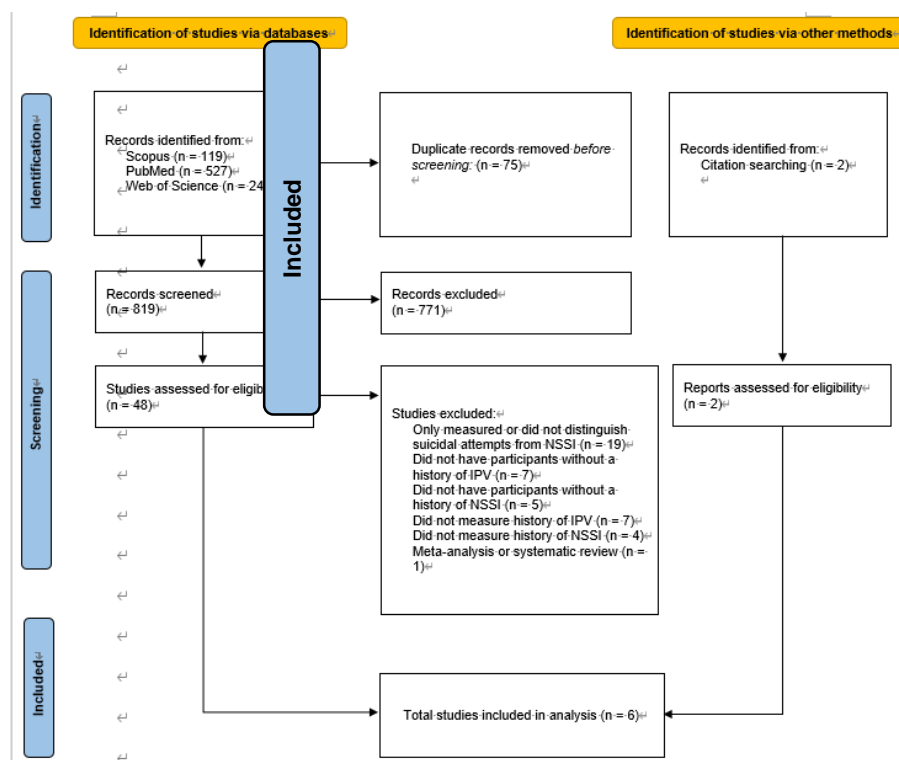 Identification of studies via databases
Identification of studies via other methods
Identification
Records identified from:
Scopus (n = 119)
PubMed (n = 527)
Web of Science (n = 24
Included
Duplicate records removed before
screening: (n = 75)
Records identified from:
Citation searching (n = 2)
Screening
Records screened
(n = 819)
Records excluded
(n = 771)
Studies assessed for eligib
(n = 48)
Studies excluded:
Only measured or did not distinguish
suicidal attempts from NSSI (n = 19)
Did not have participants without a
history of IPV (n = 7)
Did not have participants without a
history of NSSI (n = 5)
Did not measure history of IPV (n = 7)
Did not measure history of NSSI (n = 4)
Meta-analysis or systematic review (n =
1)
Reports assessed for eligibility
(n = 2)
Included
Total studies included in analysis (n = 6)